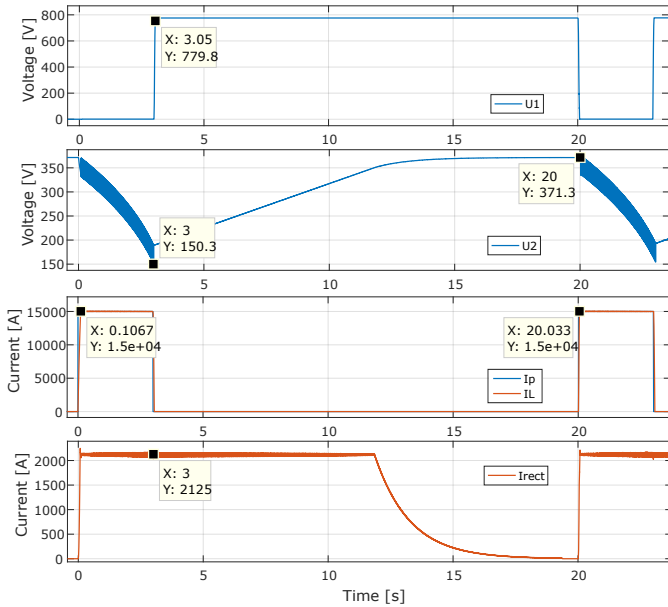 Voltage [V]
800
600
400
200
0
X: 3.05
Y: 779.8
U1
0
5
10
15
20
Voltage [V]
350
300
250
200
150
X: 3
Y: 150.3
X: 20
Y: 371.3
U2
0
5
10
15
20
Current [A]
15000
10000
5000
0
X: 0.1067
Y: 1.5e+04
X: 20.033
Y: 1.5e+04
Ip
IL
0
5
10
15
20
Current [A]
2000
1500
1000
500
0
X: 3
Y: 2125
Irect
0
5
10
15
20
Time [s]